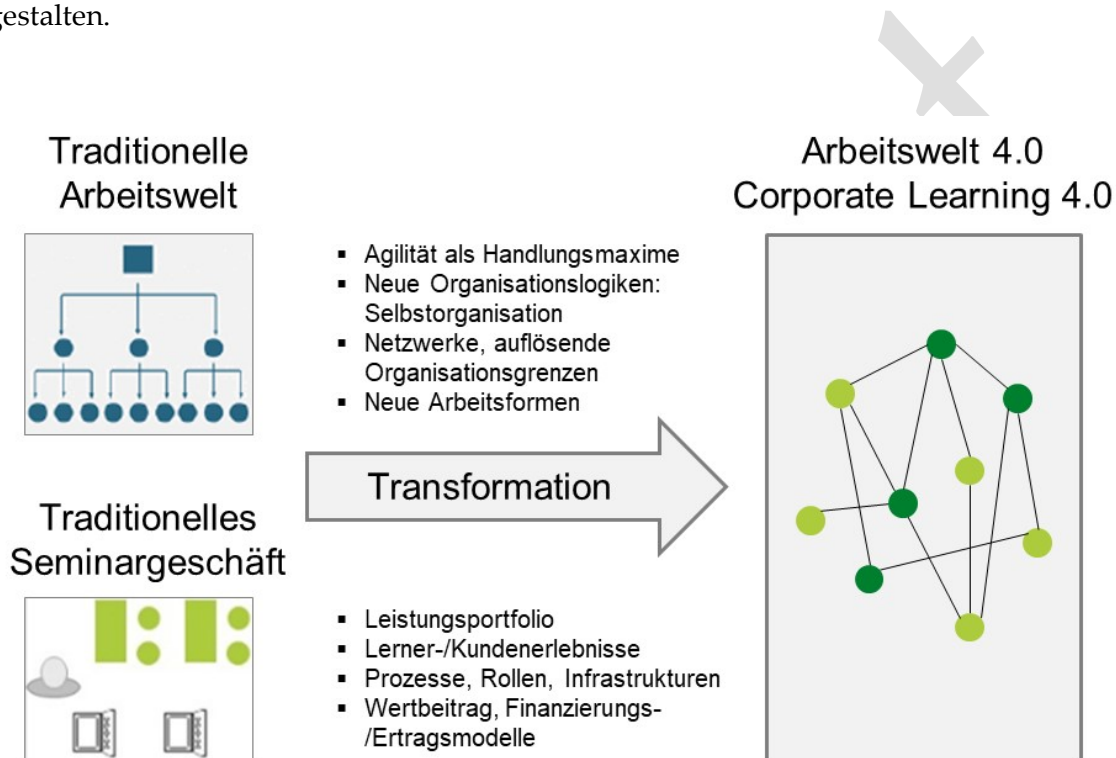 gestalten.
Traditionelle
Arbeitswelt
Arbeitswelt 4.0
Corporate Learning 4.0
▪ Agilität als Handlungsmaxime
▪ Neue Organisationslogiken:
Selbstorganisation
▪ Netzwerke, auflösende
Organisationsgrenzen
▪ Neue Arbeitsformen
Transformation
Traditionelles
Seminargeschäft
▪ Leistungsportfolio
▪ Lerner-/Kundenerlebnisse
▪ Prozesse, Rollen, Infrastrukturen
▪ Wertbeitrag, Finanzierungs-
/Ertragsmodelle